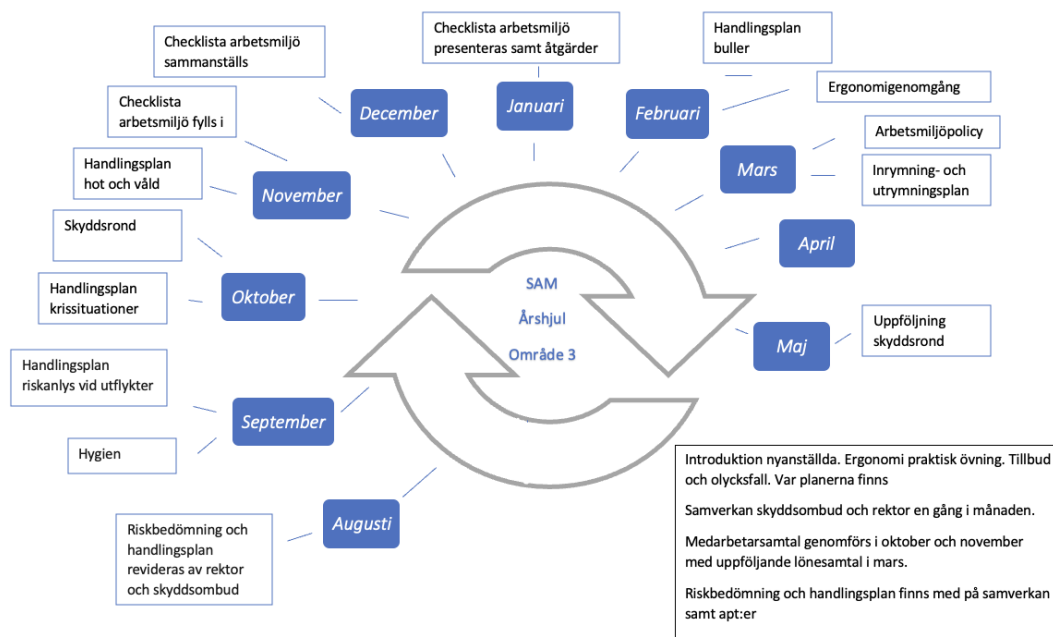 Checklista arbetsmiljö
sammanställs
Checklista arbetsmiljö
presenteras samt åtgärder
Handlingsplan
buller
Ergonomigenomgång
Checklista
arbetsmiljö fylls i
December
Januari
Februari
Arbetsmiljöpolicy
Handlingsplan
hot och våld
November
Mars
Inrymning- och
utrymningsplan
Skyddsrond
April
Handlingsplan
krissituationer
Oktober
SAM
Årshjul
Område 3
Maj
Uppföljning
skyddsrond
Handlingsplan
riskanlys vid utflykter
September
Hygien
Augusti
Riskbedömning och
handlingsplan
revideras av rektor
och skyddsombud
Introduktion nyanställda. Ergonomi praktisk övning. Tillbud
och olycksfall. Var planerna finns
Samverkan skyddsombud och rektor en gång i månaden.
Medarbetarsamtal genomförs i oktober och november
med uppföljande lönesamtal i mars.
Riskbedömning och handlingsplan finns med på samverkan
samt apt:er